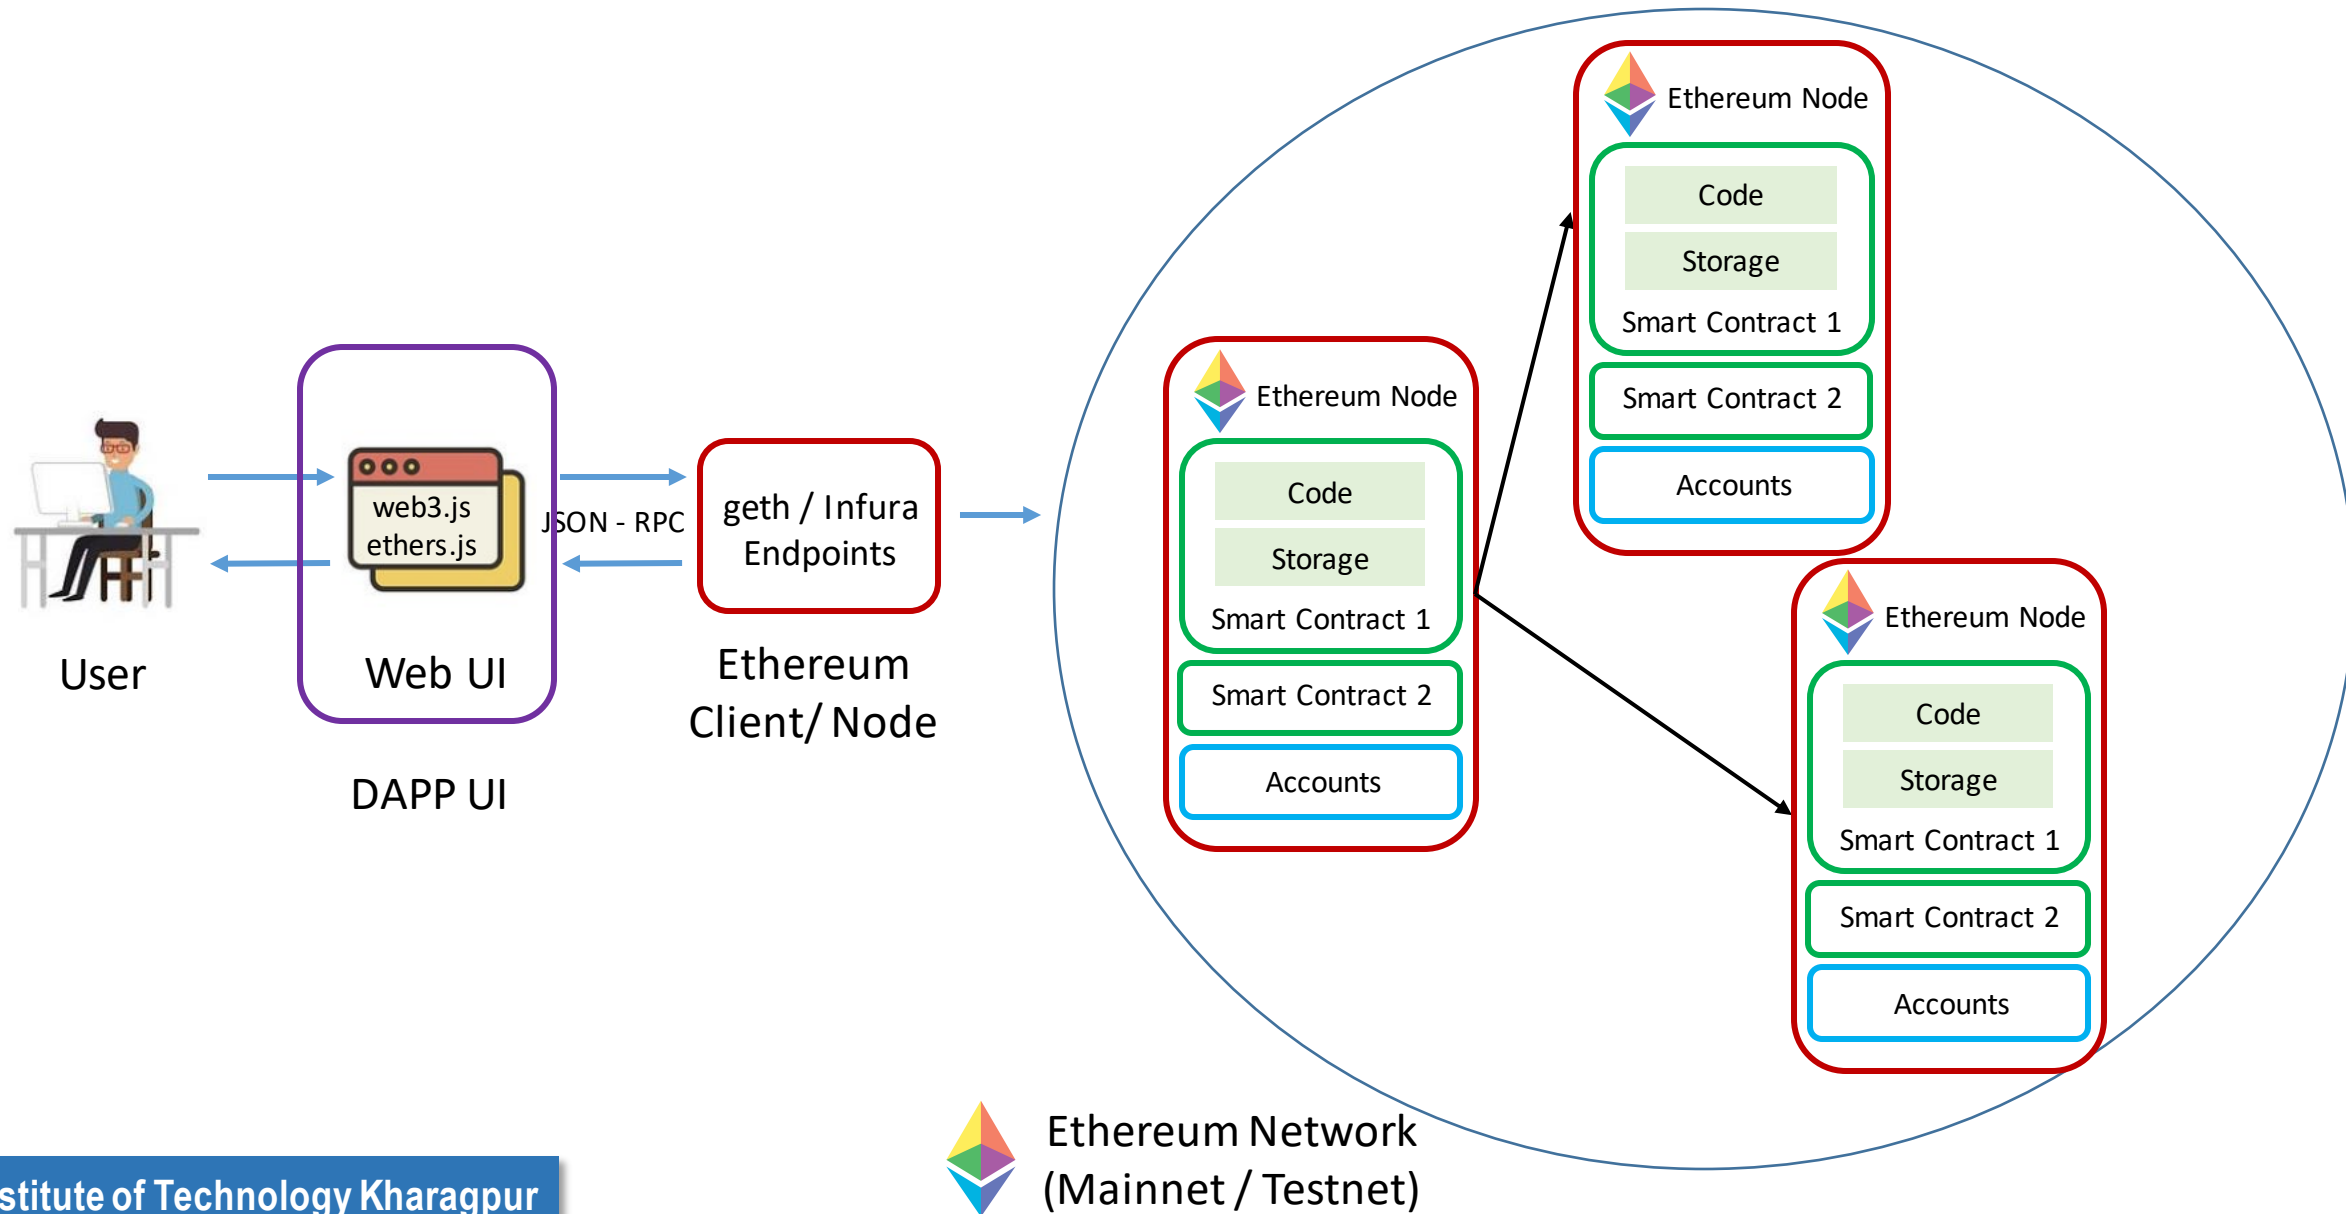 User
web3.js
ethers.js
Web UI
DAPP UI
JSON - RPC
geth / Infura
Endpoints
Ethereum
Client/ Node
Ethereum Node
Code
Storage
Smart Contract 1
Smart Contract 2
Accounts
Ethereum Node
Code
Storage
Smart Contract 1
Smart Contract 2
Accounts
Ethereum Node
Code
Storage
Smart Contract 1
Smart Contract 2
Accounts
Ethereum Network
(Mainnet / Testnet)
of Technology Kharagpur